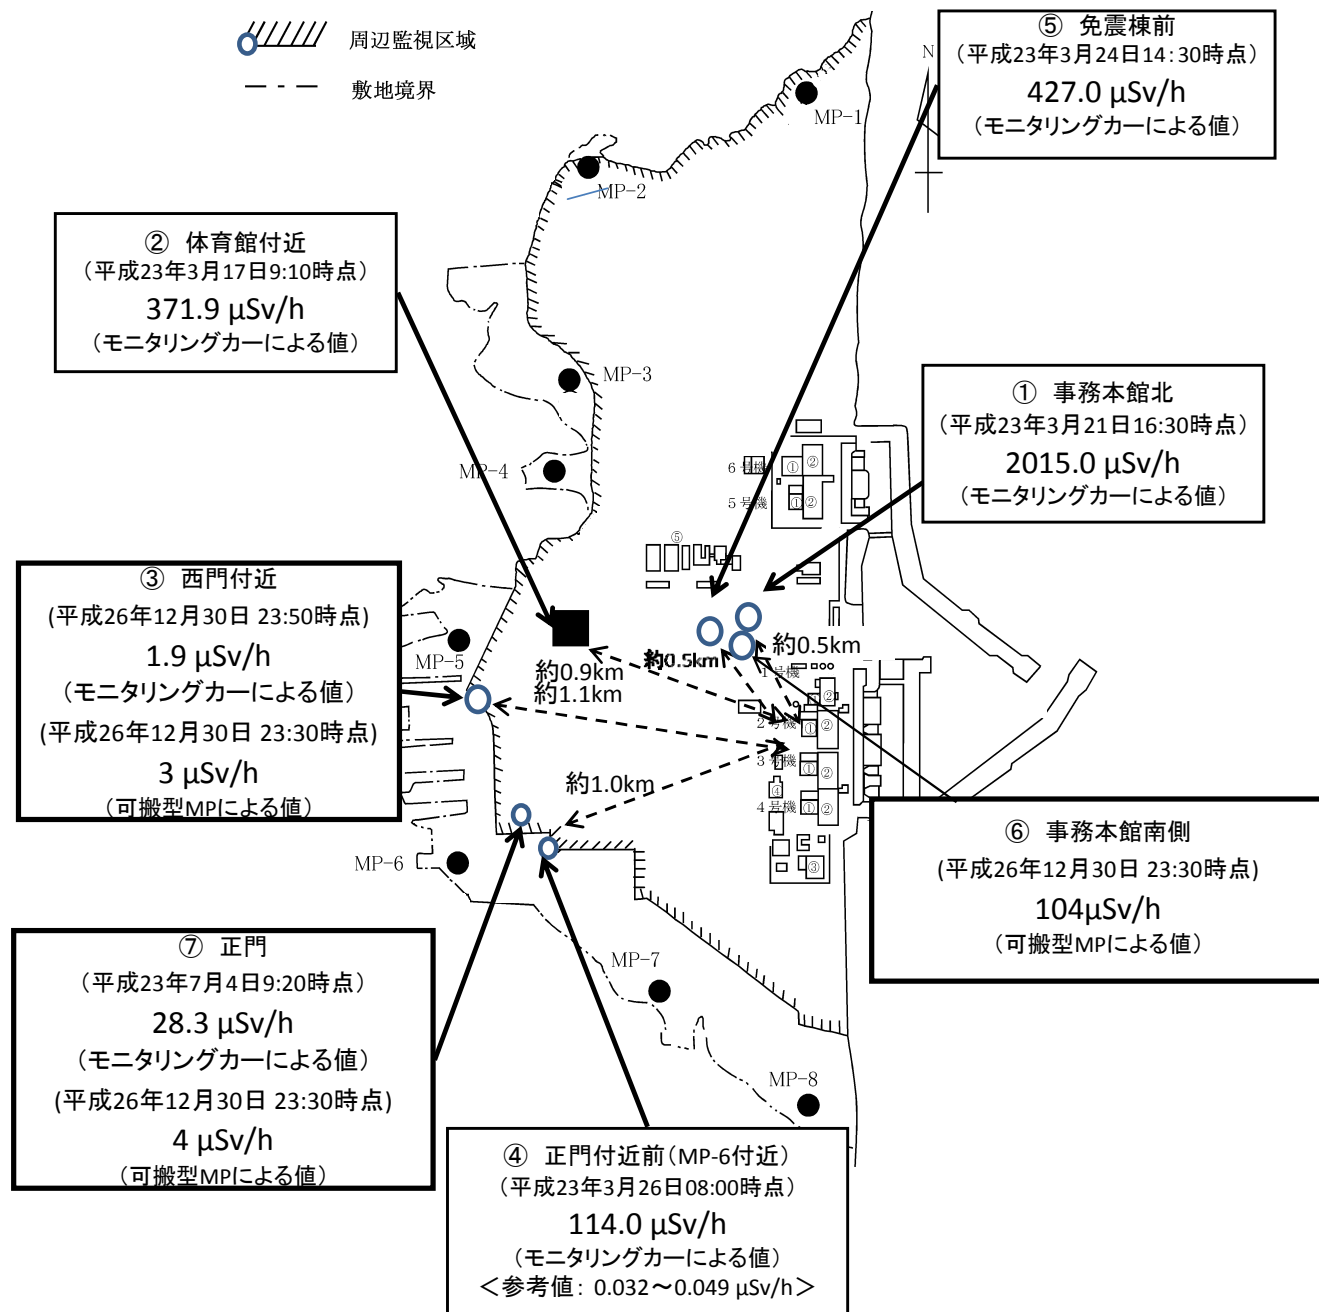 周辺監視区域
敷地境界
⑤ 免震棟前
（平成23年3月24日14：30時点）
427.0 μSv/h
（モニタリングカーによる値）
N
MP-1
MP-2
② 体育館付近
（平成23年3月17日9:10時点）
371.9 μSv/h
（モニタリングカーによる値）
MP-3
① 事務本館北
（平成23年3月21日16:30時点）
2015.0 μSv/h
（モニタリングカーによる値）
MP-4
6号機
①
②
5号機
①
②
⑤
③ 西門付近
(平成26年12月30日 23:50時点)
1.9 μSv/h
（モニタリングカーによる値）
(平成26年12月30日 23:30時点)
3 μSv/h
（可搬型MPによる値）
MP-5
約0.9km
約1.1km
約0.5km
約0.5km
1号機
②
2号機
①
②
3号機
①
②
約1.0km
④
4号機
①
②
③
MP-6
⑥ 事務本館南側
(平成26年12月30日 23:30時点)
104μSv/h
（可搬型MPによる値）
⑦ 正門
（平成23年7月4日9:20時点）
28.3 μSv/h
（モニタリングカーによる値）
(平成26年12月30日 23:30時点)
4 μSv/h
（可搬型MPによる値）
MP-7
MP-8
④ 正門付近前（MP-6付近）
（平成23年3月26日08:00時点）
114.0 μSv/h
（モニタリングカーによる値）
＜参考値：0.032～0.049 μSv/h＞